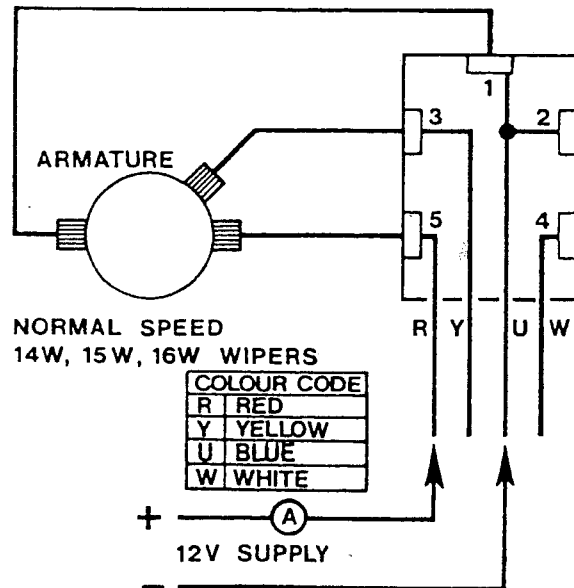 1
3
2
ARMATURE
5
4
NORMAL SPEED
14W, 15W, 16W WIPERS
R Y U W
COLOUR CODE
R RED
Y YELLOW
U BLUE
W WHITE
+ A
12V SUPPLY
−